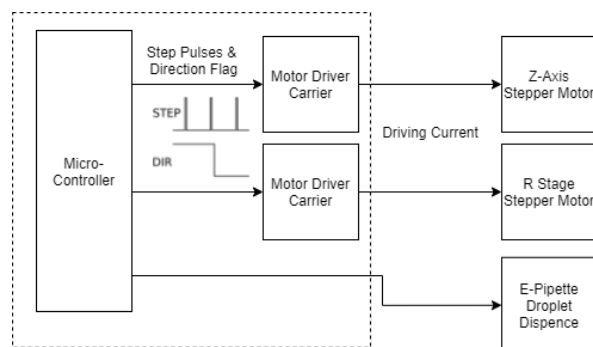 Step Pulses &
Direction Flag
Motor Driver
Carrier
Z-Axis
Stepper Motor
STEP
Driving Current
DIR
Micro-
Controller
Motor Driver
Carrier
R Stage
Stepper Motor
E-Pipette
Droplet
Dispence